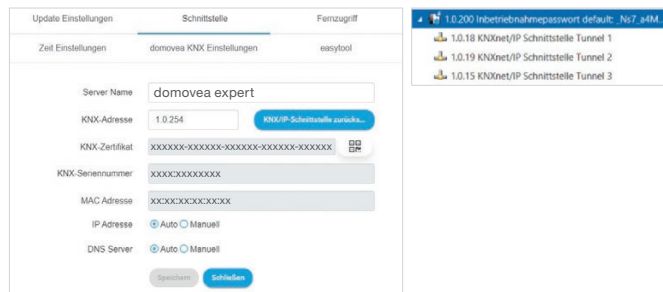 Update Einstellungen Schnittstelle Fernzugriff
Zeit Einstellungen domovea KNX Einstellungen easytool
Server Name domovea expert
KNX-Adresse 1.0.254 KNX/IP-Schnittstelle zurücks...
KNX-Zertifikat xxxxxx-xxxxxx-xxxxxx-xxxxxx-xxxxxx
KNX-Seriennummer xxxx:xxxxxxxx
MAC Adresse xx:xx:xx:xx:xx:xx
IP Adresse Auto Manuell
DNS Server Auto Manuell
Speichern Schließen
1.0.200 Inbetriebnahmepasswort default: _Ns7_a4M...
1.0.18 KNXnet/IP Schnittstelle Tunnel 1
1.0.19 KNXnet/IP Schnittstelle Tunnel 2
1.0.15 KNXnet/IP Schnittstelle Tunnel 3